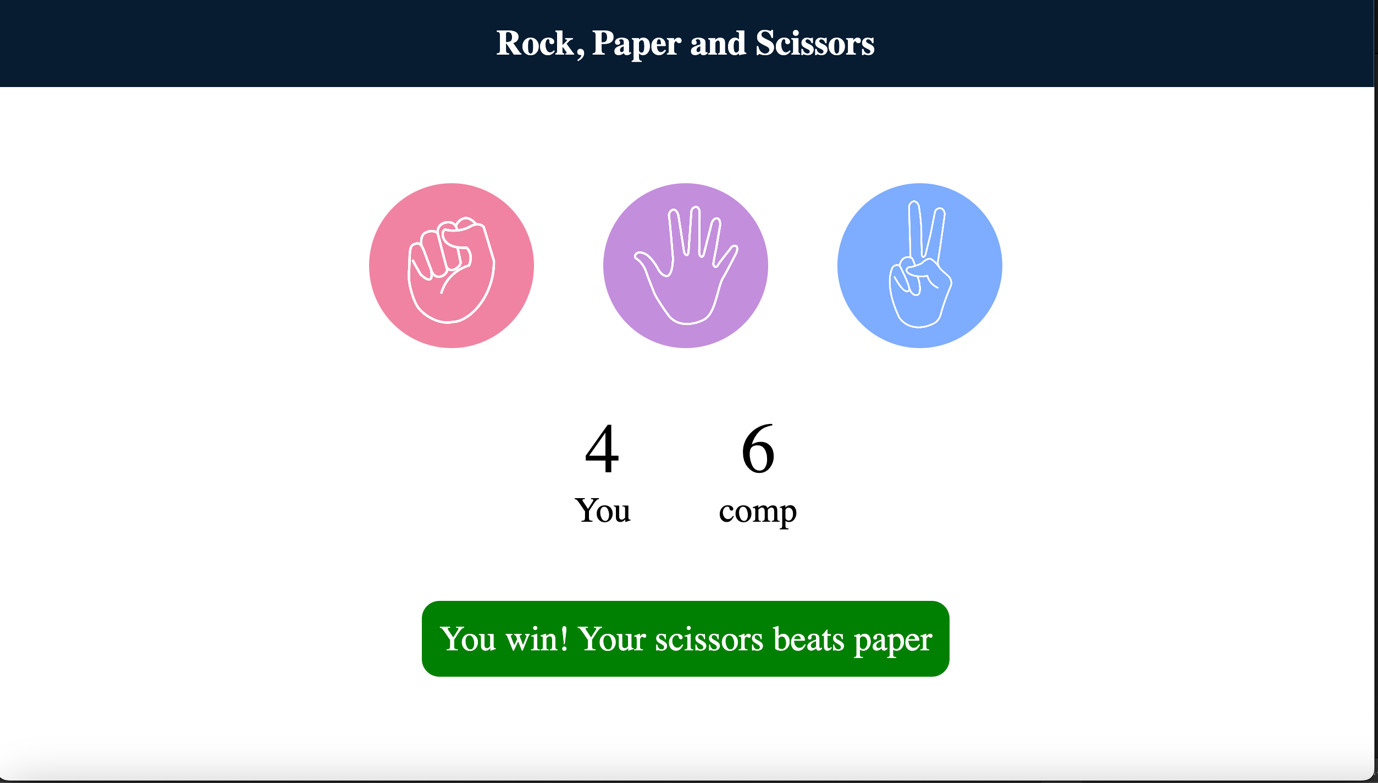 Rock, Paper and Scissors
4 6
You comp
You win! Your scissors beats paper